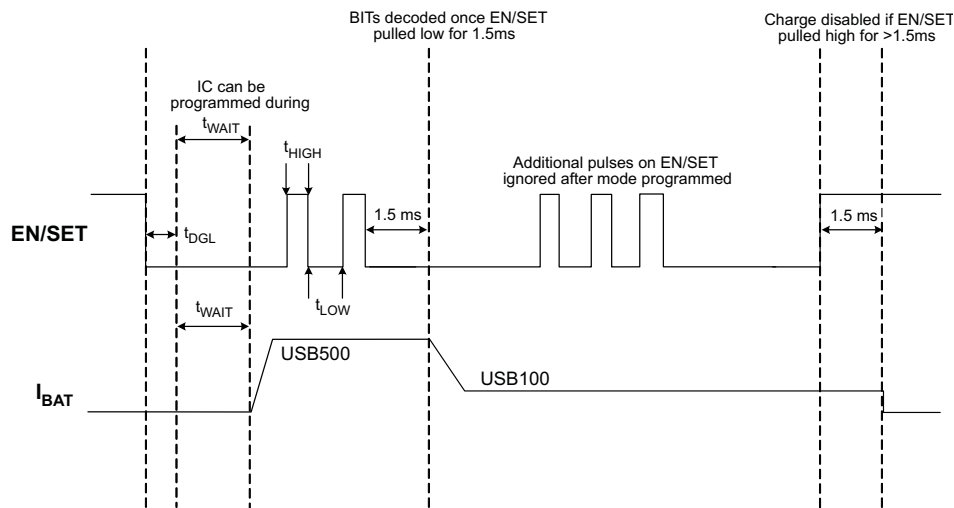 BITs decoded once EN/SET
pulled low for 1.5ms
Charge disabled if EN/SET
pulled high for >1.5ms
IC can be
programmed during
tWAIT
tHIGH
Additional pulses on EN/SET
ignored after mode programmed
EN/SET
tDGL
1.5 ms
1.5 ms
tWAIT
tLOW
USB500
USB100
IBAT